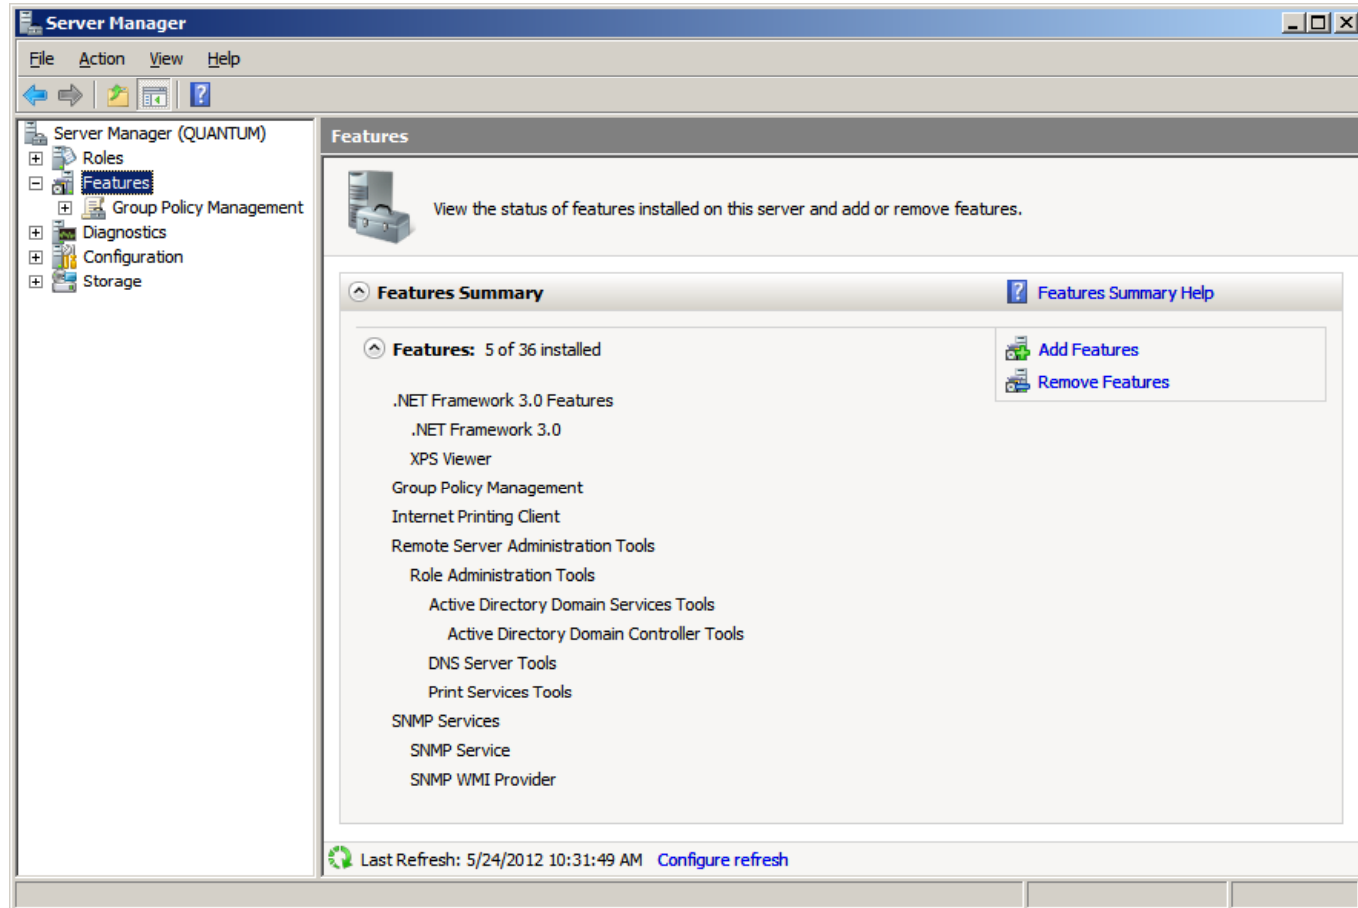 Server Manager
File Action View Help
Server Manager (QUANTUM)
Roles
Features
Group Policy Management
Diagnostics
Configuration
Storage
Features
View the status of features installed on this server and add or remove features.
Features Summary
Features Summary Help
Features: 5 of 36 installed
Add Features
Remove Features
.NET Framework 3.0 Features
.NET Framework 3.0
XPS Viewer
Group Policy Management
Internet Printing Client
Remote Server Administration Tools
Role Administration Tools
Active Directory Domain Services Tools
Active Directory Domain Controller Tools
DNS Server Tools
Print Services Tools
SNMP Services
SNMP Service
SNMP WMI Provider
Last Refresh: 5/24/2012 10:31:49 AM Configure refresh